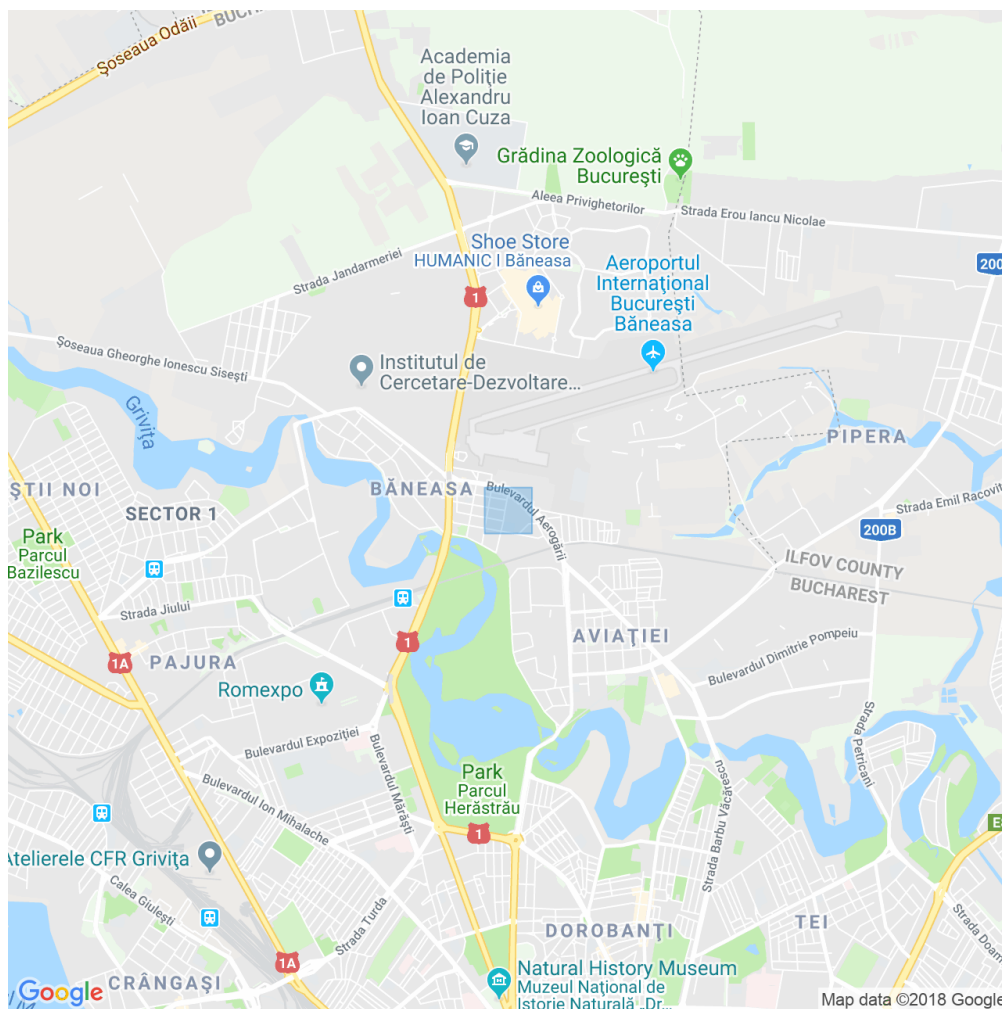 Şoseaua Odăii
BUCH
Academia
de Poliţie
Alexandru
Ioan Cuza
Grădina Zoologică
Bucureşti
Aleea Privighetorilor
Strada Erou Iancu Nicolae
Shoe Store
HUMANIC I Băneasa
Strada Jandarmeriei
Aeroportul
Internaţional
Bucureşti
Băneasa
200
1
Şoseaua Gheorghe Ionescu Siseşti
Institutul de
Cercetare-Dezvoltare...
Griviţa
PIPERA
ŞTII NOI
BĂNEASA
Bulevardul Aerogării
SECTOR 1
Strada Emil Racovit
200B
Park
Parcul
Bazilescu
ILFOV COUNTY
BUCHAREST
Strada Jiului
AVIAŢIEI
1
1A
PAJURA
Bulevardul Dimitrie Pompeiu
Romexpo
Strada Petricani
Bulevardul Expoziţiei
Bulevardul Mărăşti
Bulevardul Ion Mihalache
Park
Parcul
Herăstrău
Strada Barbu Văcărescu
1
E
Atelierele CFR Griviţa
Calea Giuleşti
Strada Turda
DOROBANŢI
TEI
Strada Doam
1A
CRÂNGAŞI
Natural History Museum
Muzeul Naţional de
Istorie Naturală „Dr...
Google
Map data ©2018 Google